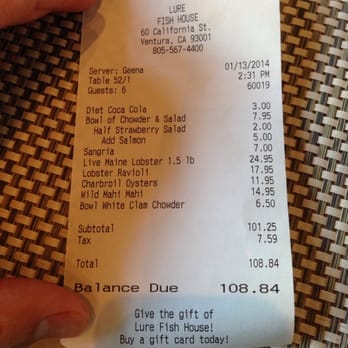 LURE
FISH HOUSE
60 California St.
Ventura, CA 93001
805-567-4400
Server: Geena 01/13/2014
Table 52/1 2:31 PM
Guests: 6 60019
Diet Coca Cola 3.00
Bowl of Chowder & Salad 7.95
Half Strawberry Salad 2.00
Add Salmon 5.00
Sangria 7.00
Live Maine Lobster 1.5 lb 24.95
Lobster Ravioli 17.95
Charbroil Oysters 11.95
Wild Mahi Mahi 14.95
Bowl White Clam Chowder 6.50
Subtotal 101.25
Tax 7.59
Total 108.84
Balance Due 108.84
Give the gift of
Lure Fish House!
Buy a gift card today!